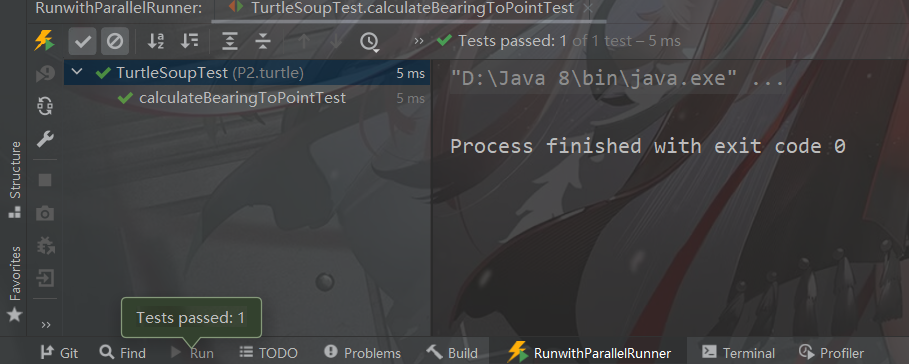 RunwithParallelRunner: TurtleSoupTest.calculateBearingToPointTest
Tests passed: 1 of 1 test – 5 ms
TurtleSoupTest (P2.turtle) 5 ms
calculateBearingToPointTest 5 ms
"D:\Java 8\bin\java.exe" ...
Process finished with exit code 0
Structure
Favorites
Tests passed: 1
Git Find Run TODO Problems Build RunwithParallelRunner Terminal Profiler